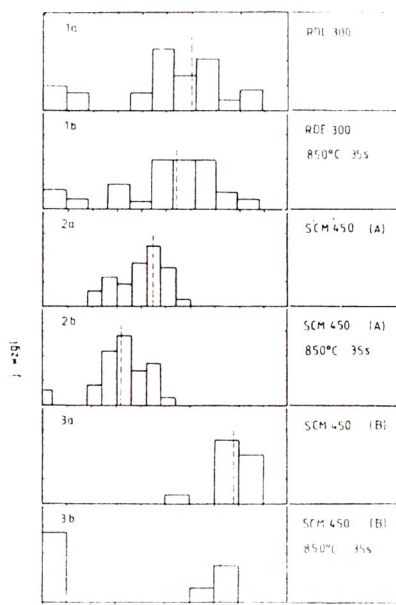 1a
RDE 300
1b
RDE 300
850°C 35s
2a
SCM 450 (A)
2b
SCM 450 (A)
850°C 35s
3a
SCM 450 (B)
3b
SCM 450 (B)
850°C 35s
wzgl